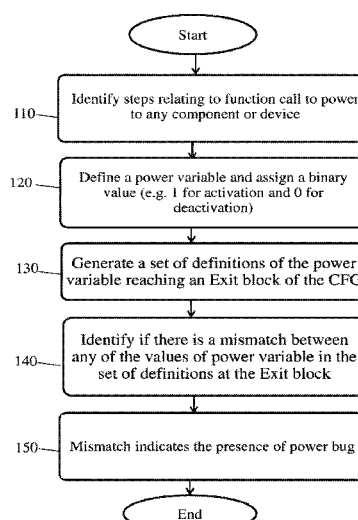 Start
Identify steps relating to function call to power
to any component or device
110
Define a power variable and assign a binary
value (e.g. 1 for activation and 0 for
deactivation)
120
Generate a set of definitions of the power
variable reaching an Exit block of the CFG
130
Identify if there is a mismatch between
any of the values of power variable in the
set of definitions at the Exit block
140
Mismatch indicates the presence of power bug
150
End